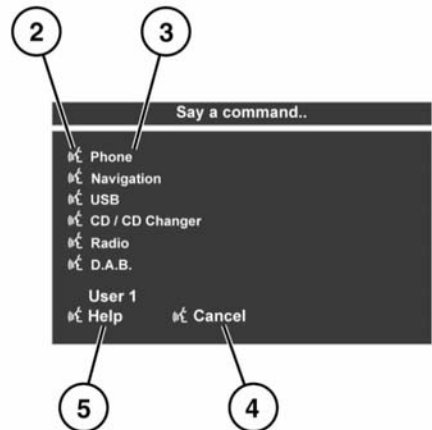 2 3
Say a command..
Phone
Navigation
USB
CD / CD Changer
Radio
D.A.B.
User 1
Help Cancel
5 4